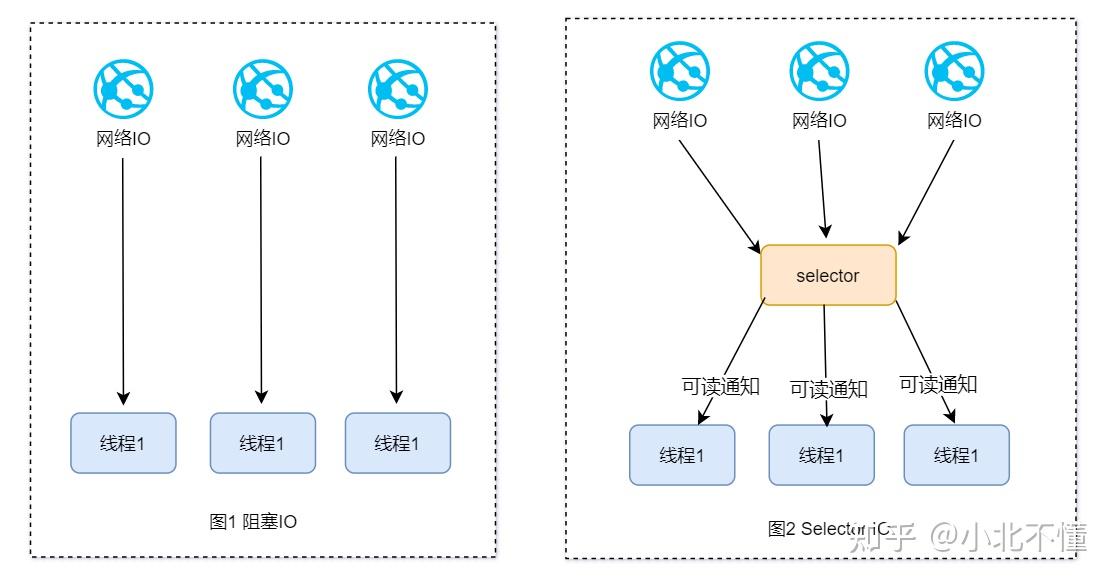 网络IO 网络IO 网络IO
线程1 线程1 线程1
图1 阻塞IO
网络IO 网络IO 网络IO
selector
可读通知 可读通知 可读通知
线程1 线程1 线程1
图2 Selector iO
知乎 @小北不懂